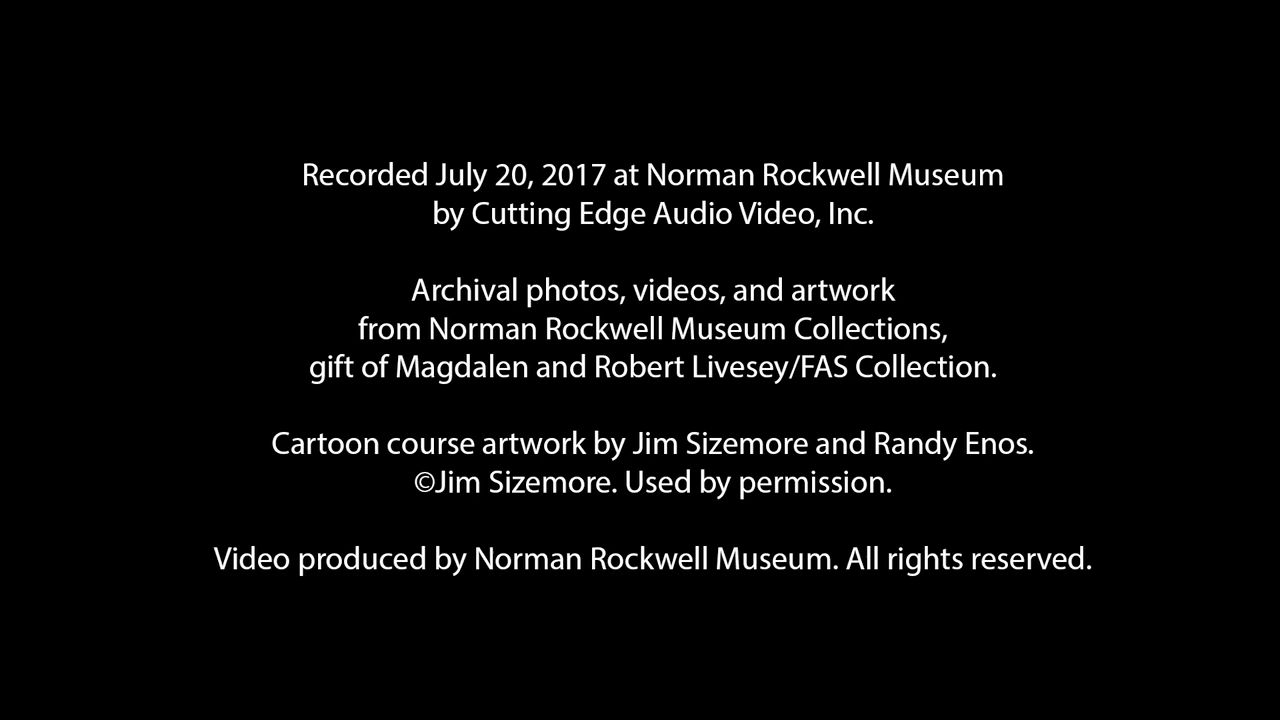 Recorded July 20, 2017 at Norman Rockwell Museum
by Cutting Edge Audio Video, Inc.
Archival photos, videos, and artwork
from Norman Rockwell Museum Collections,
gift of Magdalen and Robert Livesey/FAS Collection.
Cartoon course artwork by Jim Sizemore and Randy Enos.
©Jim Sizemore. Used by permission.
Video produced by Norman Rockwell Museum. All rights reserved.